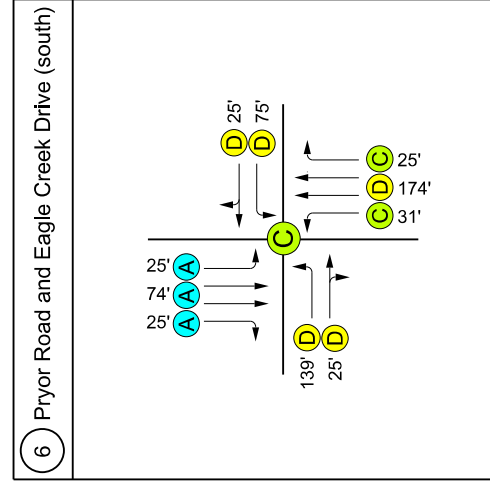 6 Pryor Road and Eagle Creek Drive (south)
D 25'
D 75'
25' A
74' A
25' A
C
C 25'
D 174'
C 31'
139' D
25' D